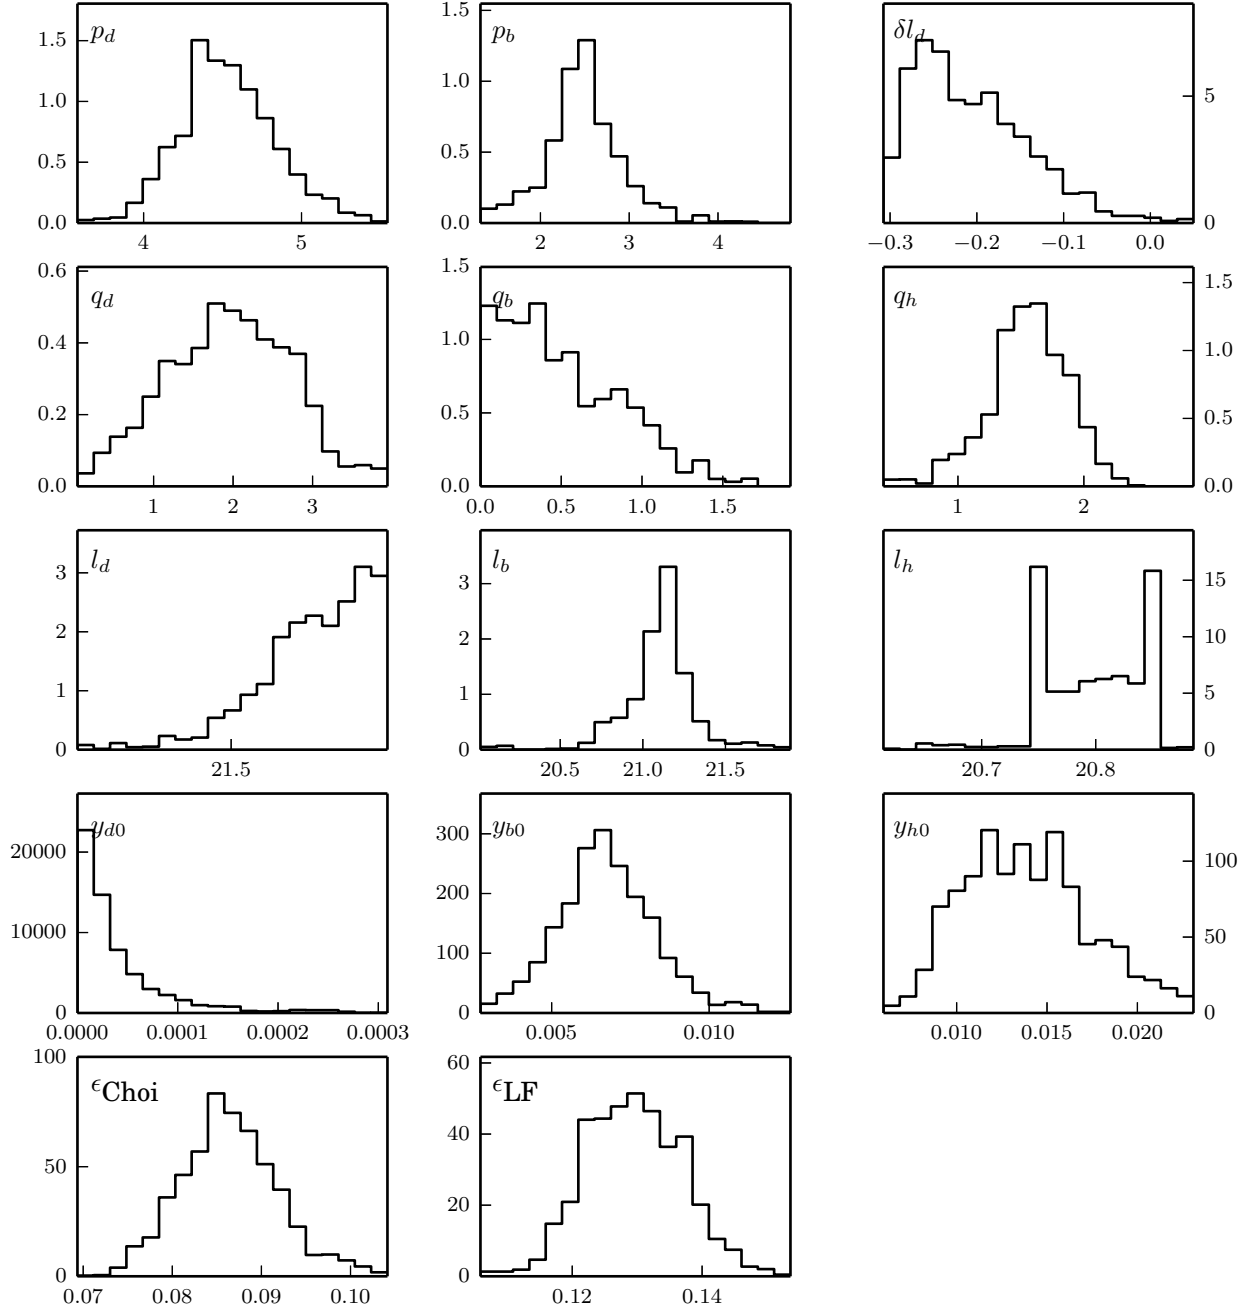 p_d p_b δl_d
1.5 1.0 0.5 0.0
4 5
1.5 1.0 0.5 0.0
2 3 4
5 0
−0.3 −0.2 −0.1 0.0
q_d q_b q_h
0.6 0.4 0.2 0.0
1 2 3
1.5 1.0 0.5 0.0
0.0 0.5 1.0 1.5
1.5 1.0 0.5 0.0
1 2
l_d l_b l_h
3 2 1 0
21.5
3 2 1 0
20.5 21.0 21.5
15 10 5 0
20.7 20.8
y_{d0} y_{b0} y_{h0}
20000 10000 0
0.0000 0.0001 0.0002 0.0003
300 200 100 0
0.005 0.010
100 50 0
0.010 0.015 0.020
ϵChoi ϵLF
100 50 0
0.07 0.08 0.09 0.10
60 40 20 0
0.12 0.14